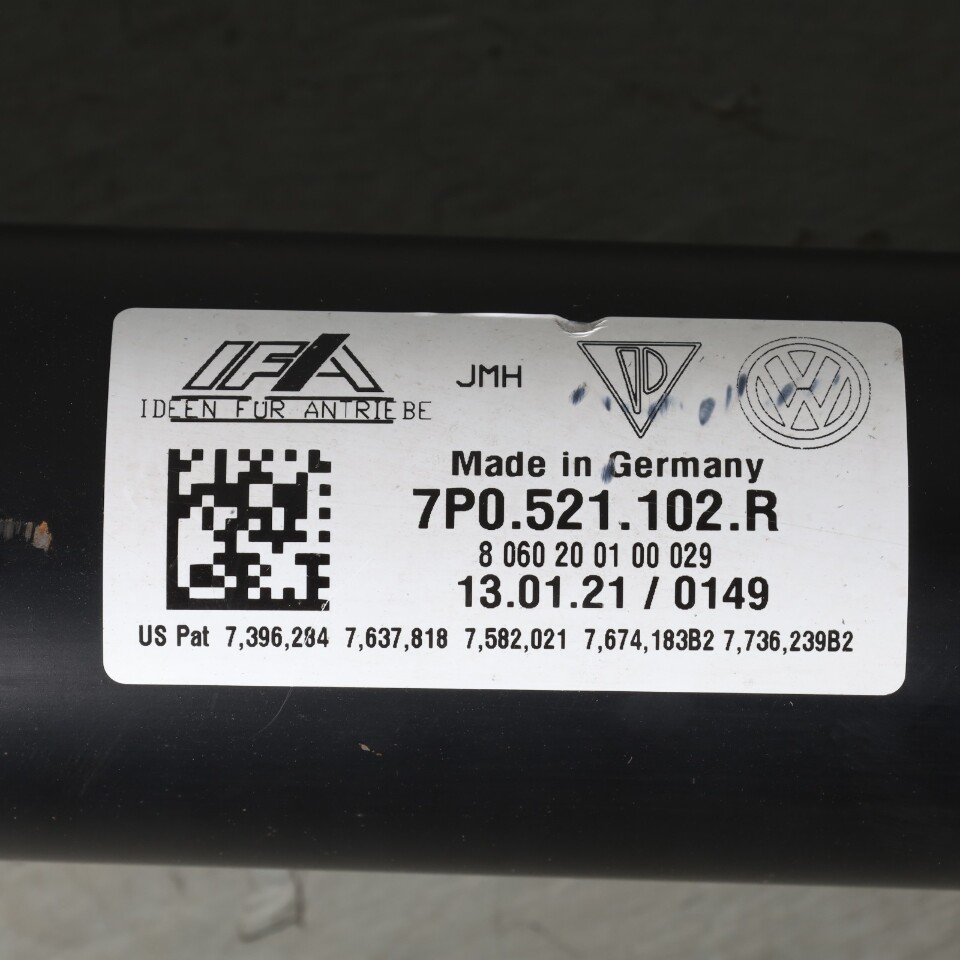 IFA
IDEEN FÜR ANTRIEBE
JMH
PD
VW
Made in Germany
7P0.521.102.R
8 060 20 01 00 029
13.01.21 / 0149
US Pat 7,396,284 7,637,818 7,582,021 7,674,183B2 7,736,239B2